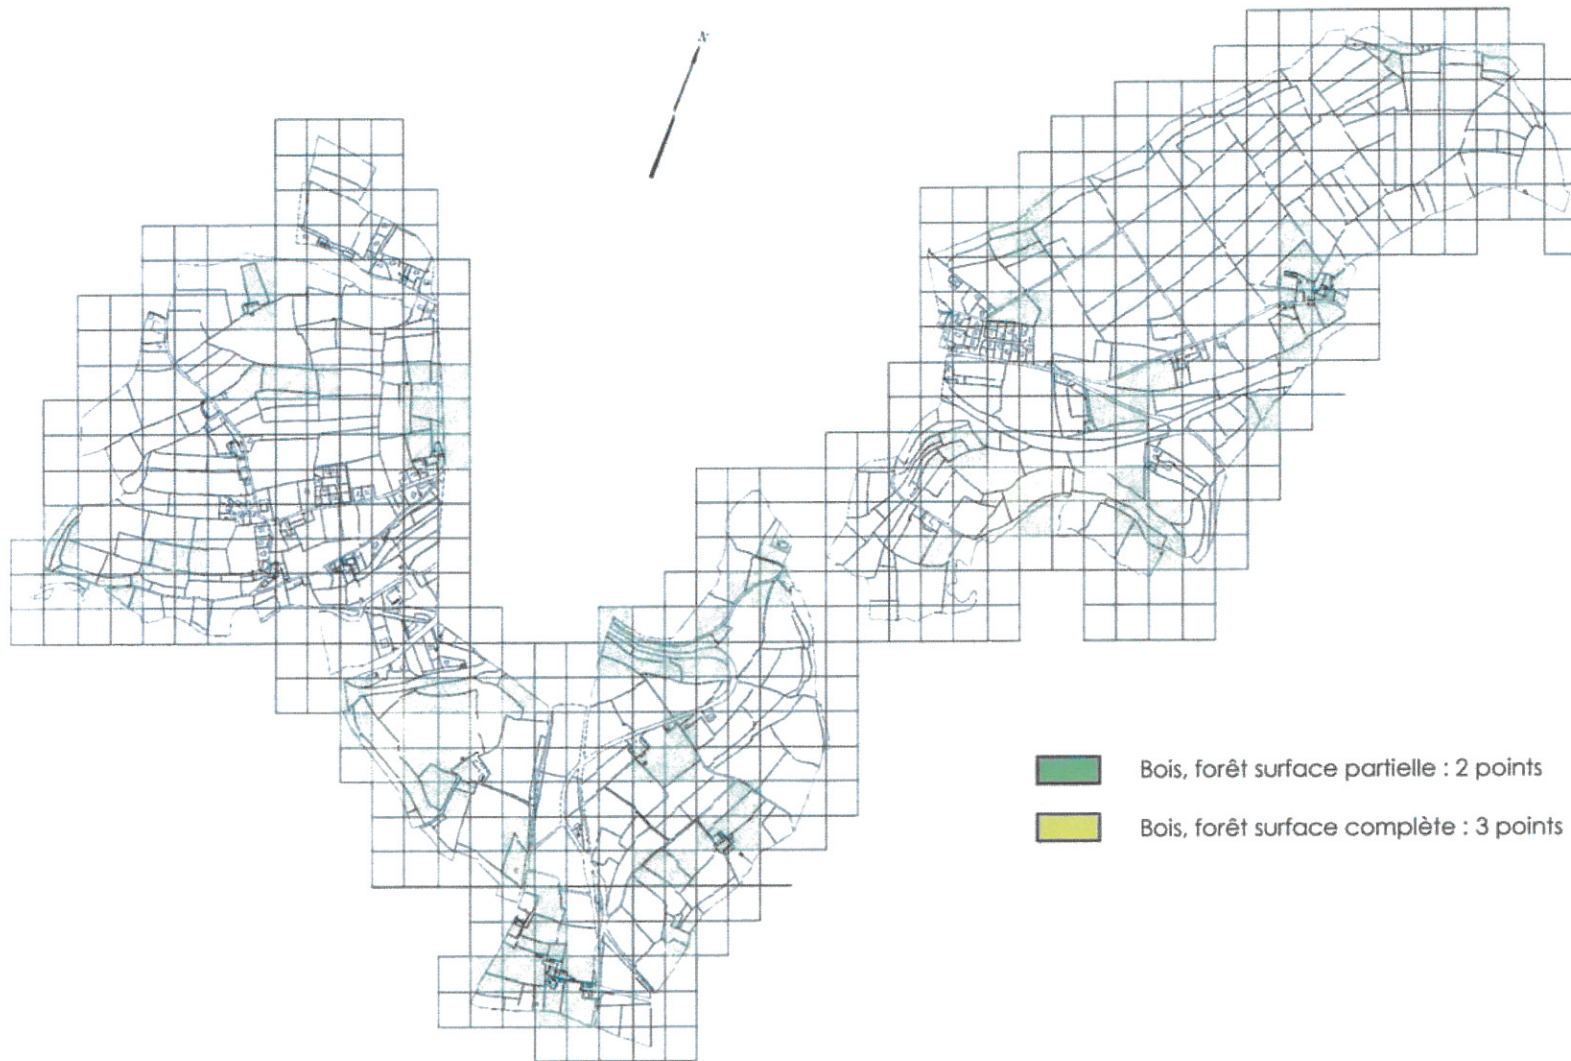 N
Bois, forêt surface partielle : 2 points
Bois, forêt surface complète : 3 points